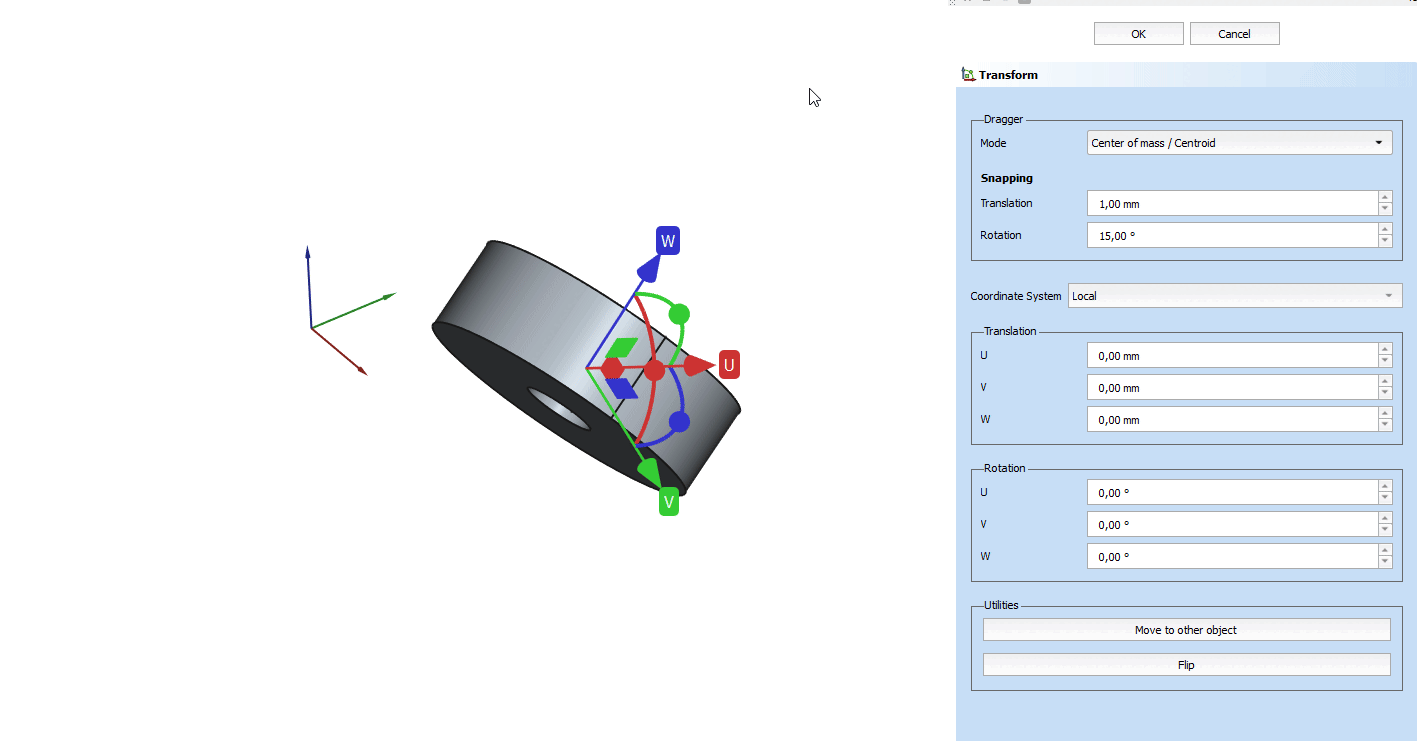 OK Cancel
Transform
Dragger
Mode Center of mass / Centroid
Snapping
Translation 1,00 mm
Rotation 15,00 °
Coordinate System Local
Translation
U 0,00 mm
V 0,00 mm
W 0,00 mm
Rotation
U 0,00 °
V 0,00 °
W 0,00 °
Utilities
Move to other object
Flip
W
U
V